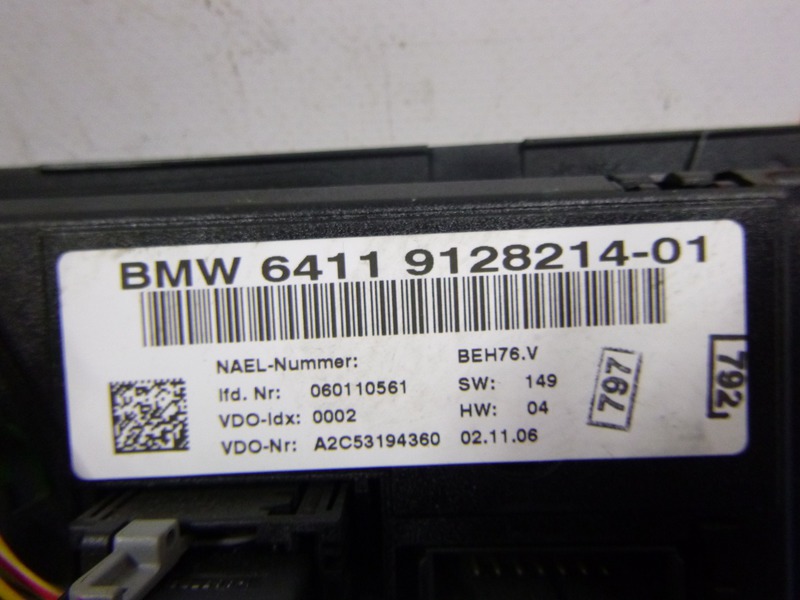 BMW 6411 9128214-01
NAEL-Nummer: BEH76.V
lfd. Nr: 060110561 SW: 149
VDO-Idx: 0002 HW: 04
VDO-Nr: A2C53194360 02.11.06
797
792